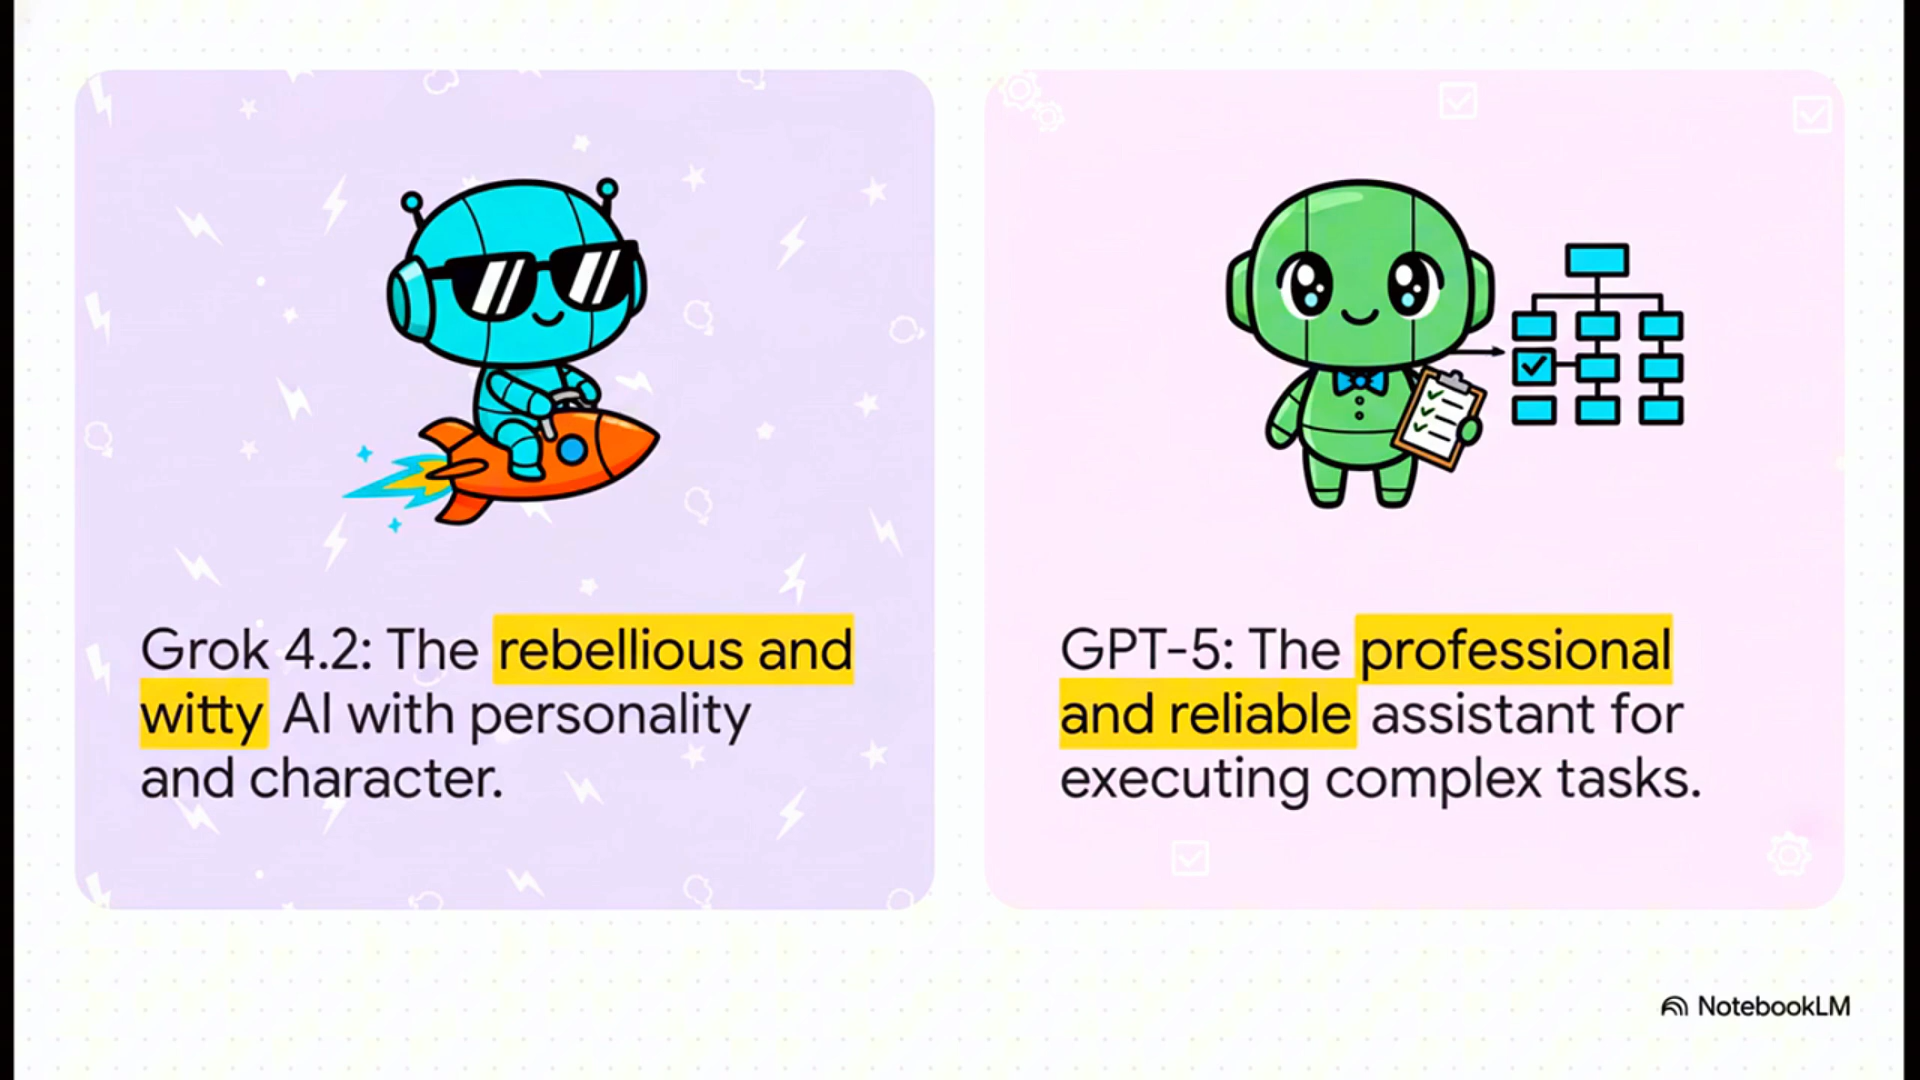 Grok 4.2: The rebellious and
witty AI with personality
and character.
GPT-5: The professional
and reliable assistant for
executing complex tasks.
NotebookLM